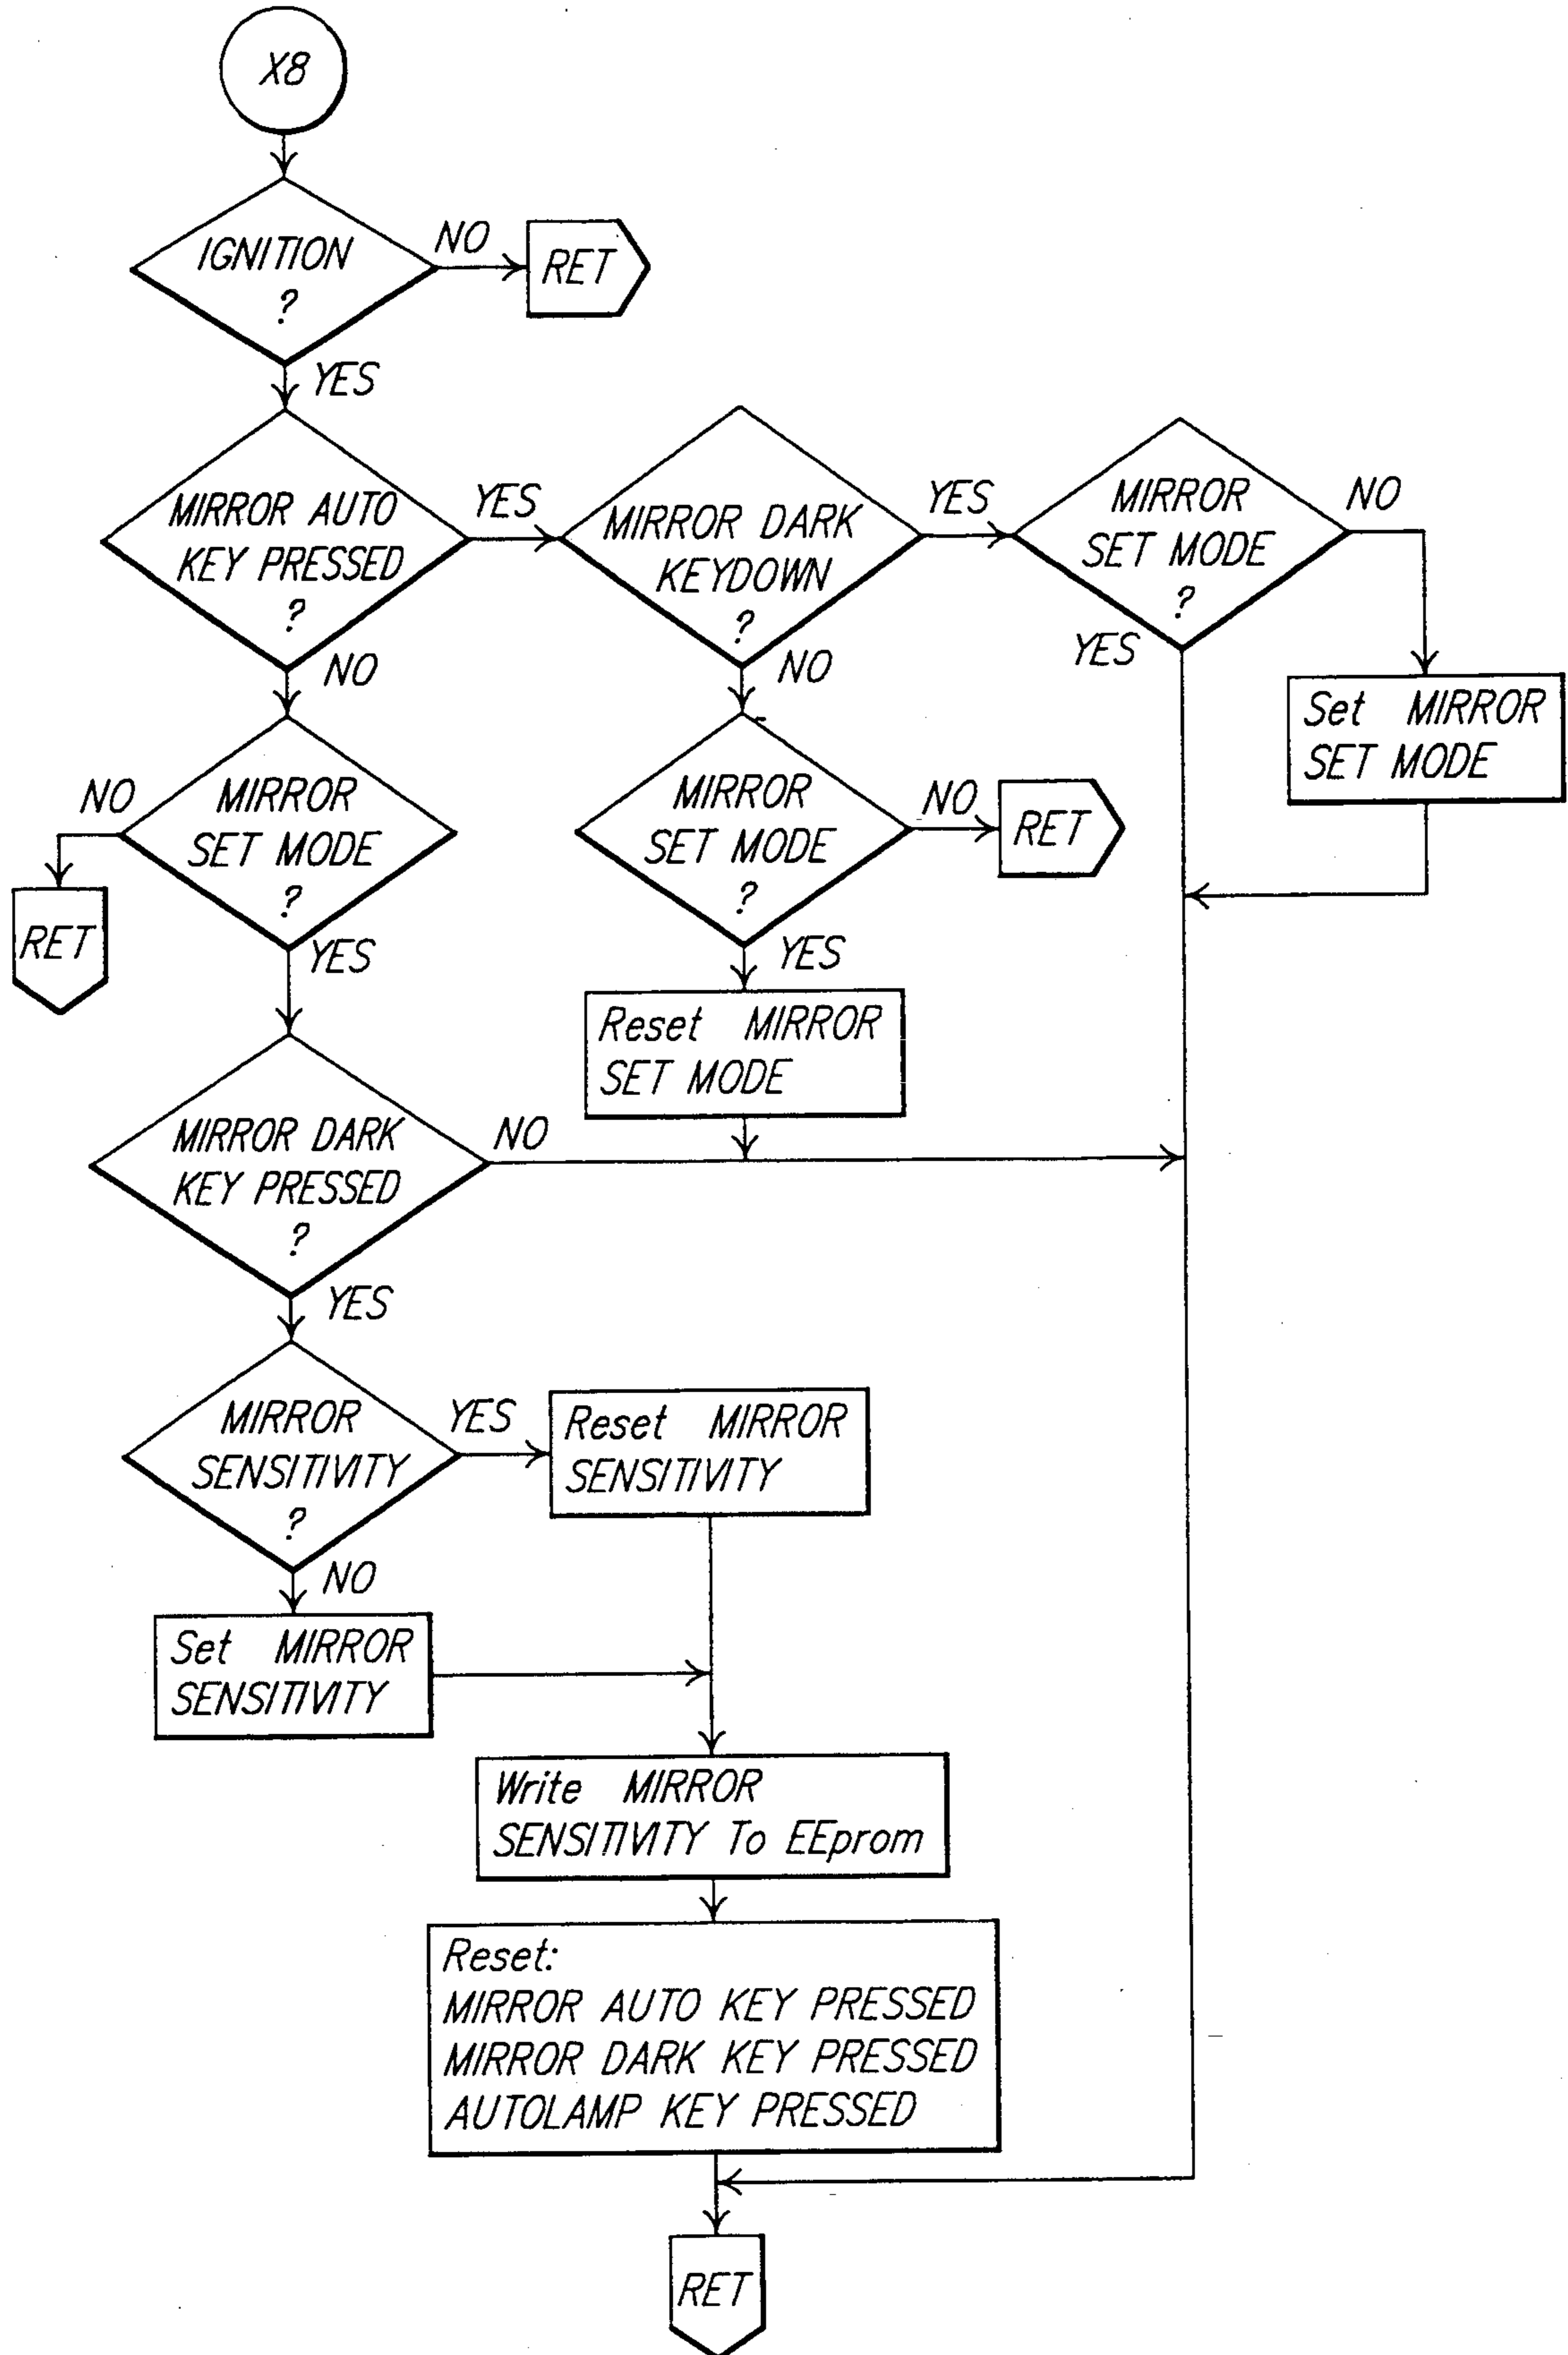 X8
IGNITION
?
NO
RET
YES
MIRROR AUTO
KEY PRESSED
?
YES
MIRROR DARK
KEYDOWN
?
YES
MIRROR
SET MODE
?
NO
YES
Set MIRROR
SET MODE
NO
NO
MIRROR
SET MODE
?
NO
RET
YES
MIRROR
SET MODE
?
NO
RET
YES
Reset MIRROR
SET MODE
MIRROR DARK
KEY PRESSED
?
NO
YES
MIRROR
SENSITIVITY
?
YES
Reset MIRROR
SENSITIVITY
NO
Set MIRROR
SENSITIVITY
Write MIRROR
SENSITIVITY To EEprom
Reset:
MIRROR AUTO KEY PRESSED
MIRROR DARK KEY PRESSED
AUTOLAMP KEY PRESSED
RET